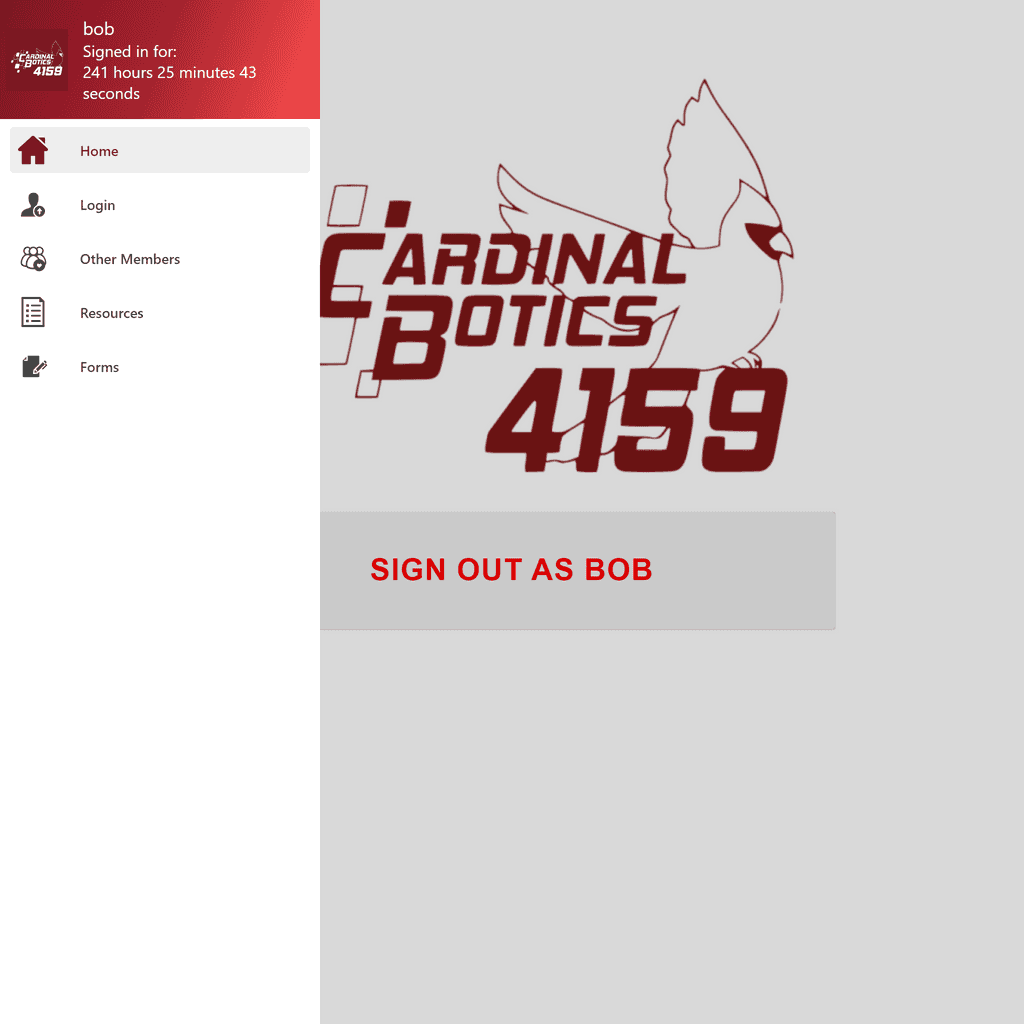 bob
Signed in for:
241 hours 25 minutes 43
seconds
CARDINAL
BOTICS
4159
Home
Login
Other Members
Resources
Forms
CARDINAL
BOTICS
4159
SIGN OUT AS BOB